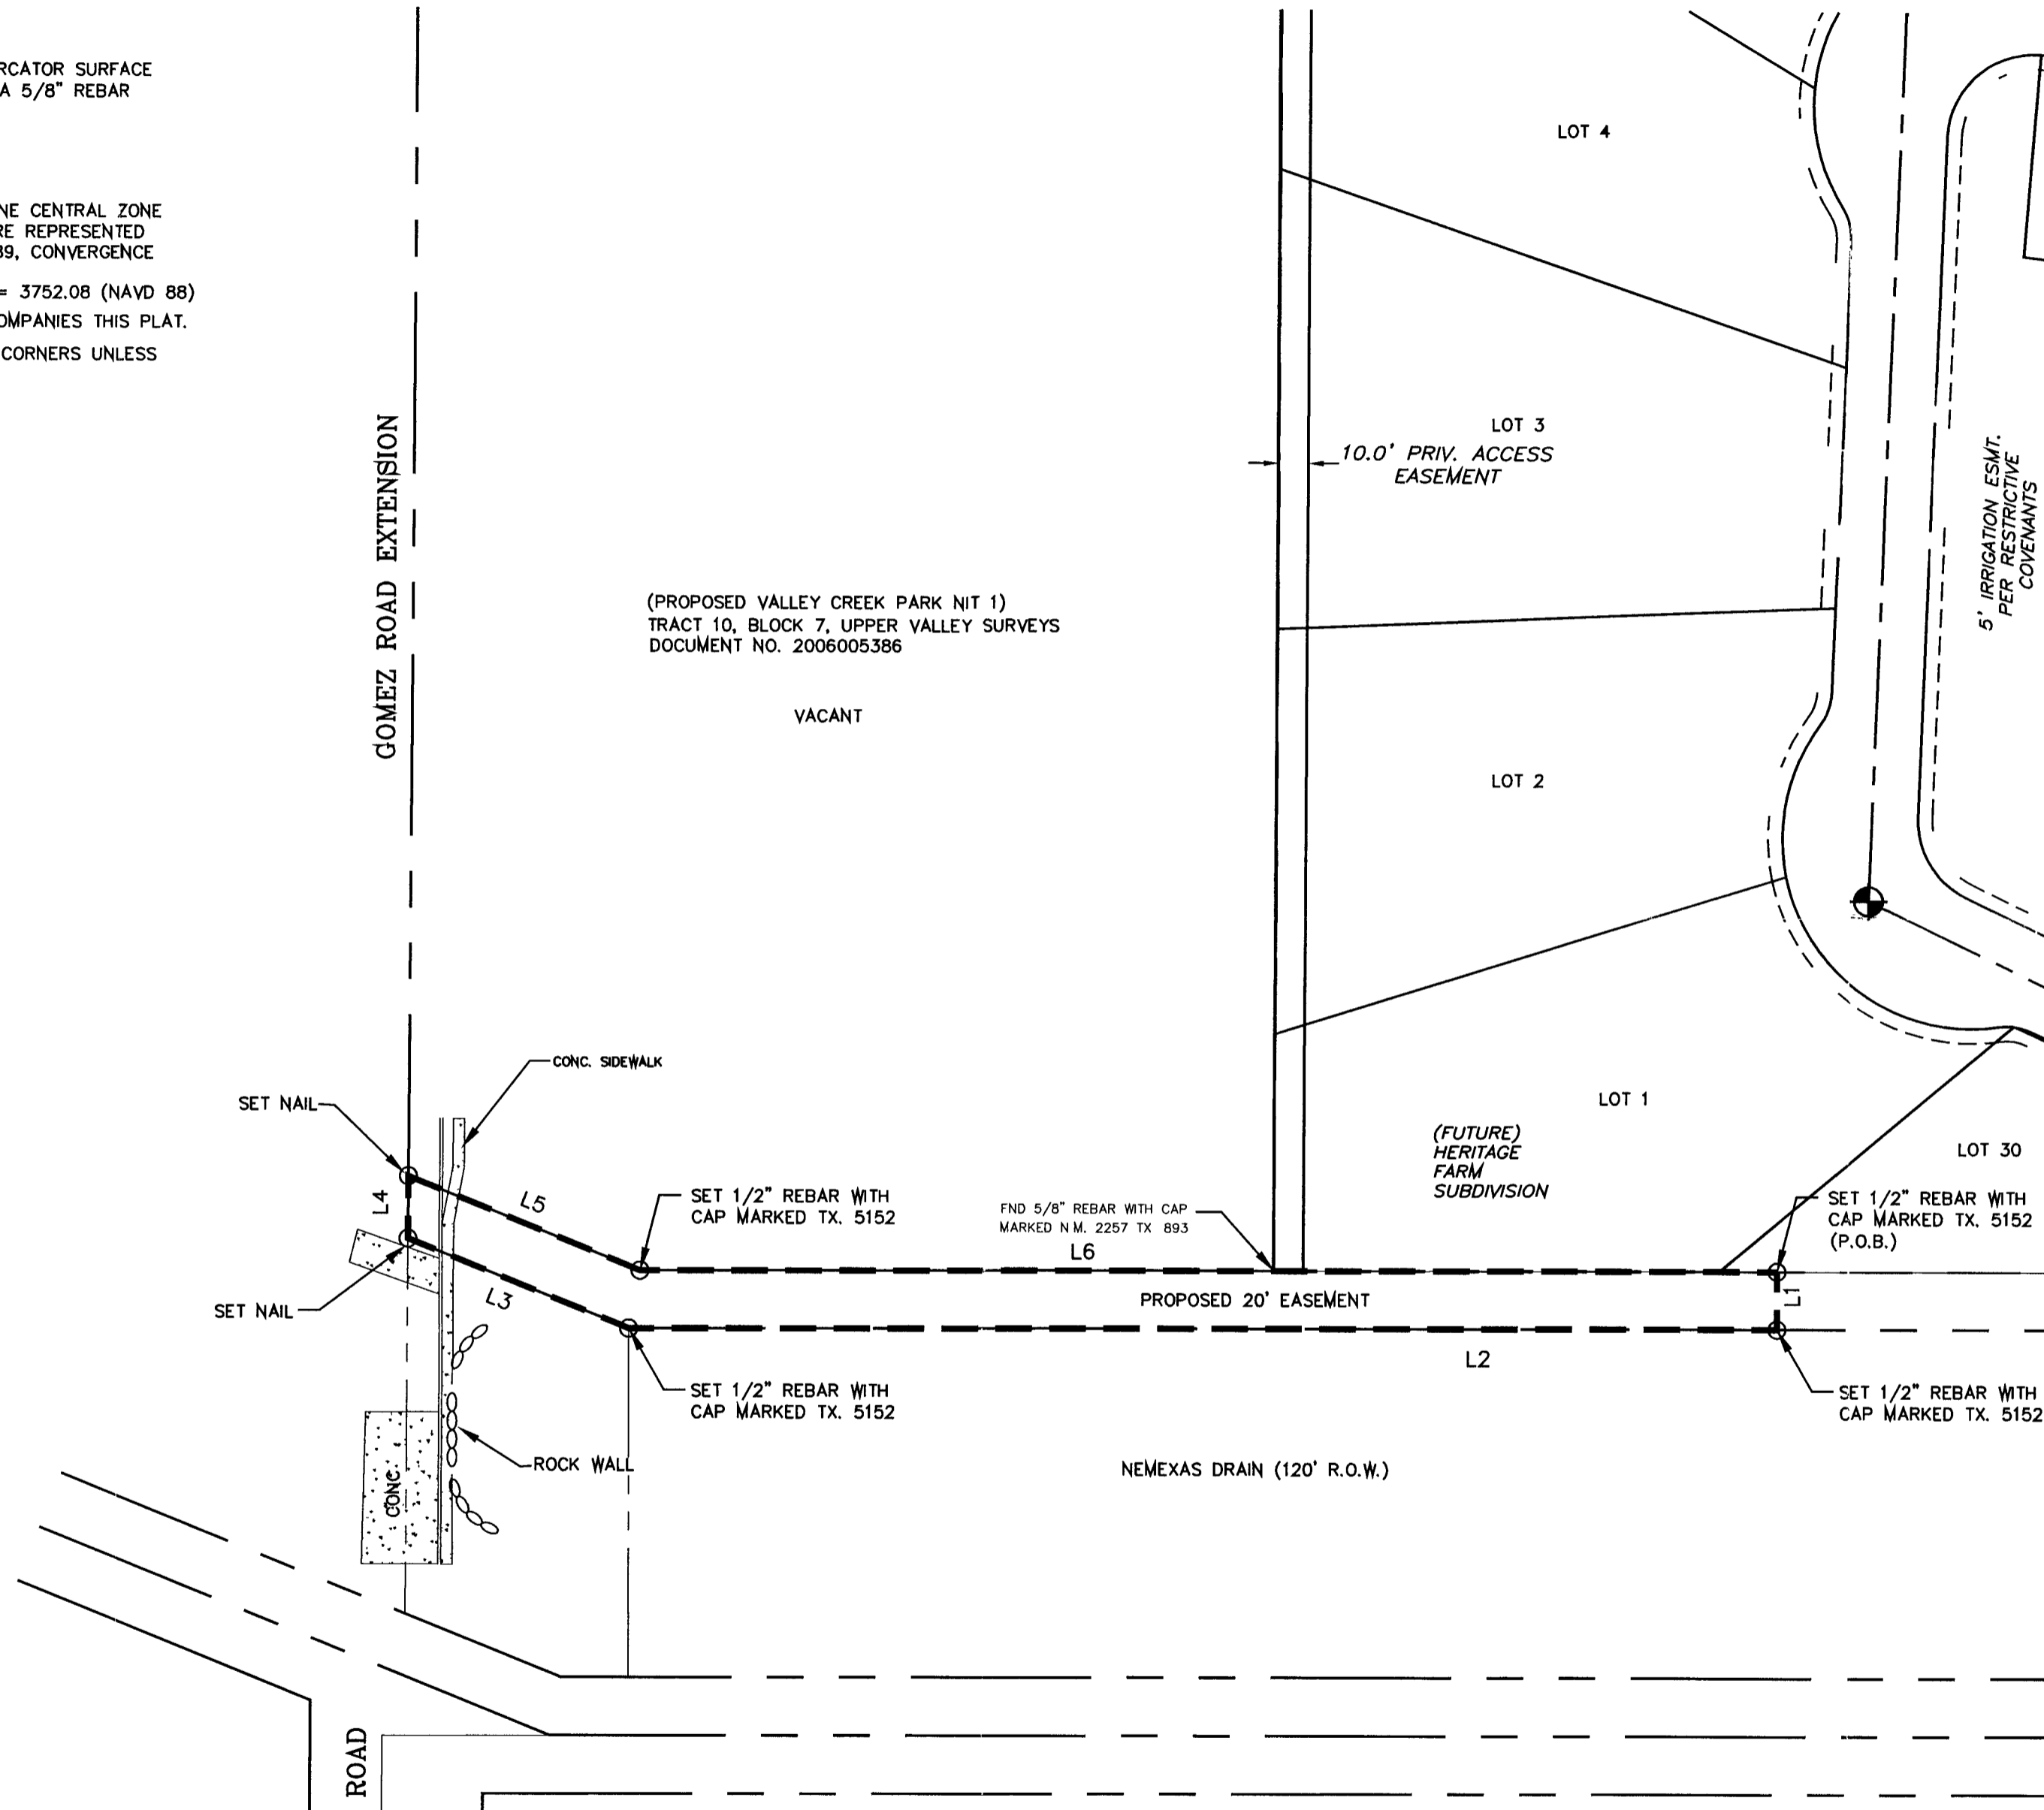 RCATOR SURFACE
A 5/8" REBAR
NE CENTRAL ZONE
RE REPRESENTED
39, CONVERGENCE
= 3752.08 (NAVD 88)
OMPANIES THIS PLAT.
CORNERS UNLESS
GOMEZ ROAD EXTENSION
LOT 4
LOT 3
10.0' PRIV. ACCESS
EASEMENT
5' IRRIGATION ESMT.
PER RESTRICTIVE
COVENANTS
(PROPOSED VALLEY CREEK PARK NIT 1)
TRACT 10, BLOCK 7, UPPER VALLEY SURVEYS
DOCUMENT NO. 2006005386
VACANT
LOT 2
CONC. SIDEWALK
SET NAIL
LOT 1
(FUTURE)
HERITAGE
FARM
SUBDIVISION
LOT 30
L4
L5
SET 1/2" REBAR WITH
CAP MARKED TX. 5152
FND 5/8" REBAR WITH CAP
MARKED N M. 2257 TX 893
SET 1/2" REBAR WITH
CAP MARKED TX. 5152
(P.O.B.)
L6
L3
SET NAIL
PROPOSED 20' EASEMENT
L1
L2
SET 1/2" REBAR WITH
CAP MARKED TX. 5152
SET 1/2" REBAR WITH
CAP MARKED TX. 5152
ROCK WALL
CONC.
NEMEXAS DRAIN (120' R.O.W.)
ROAD